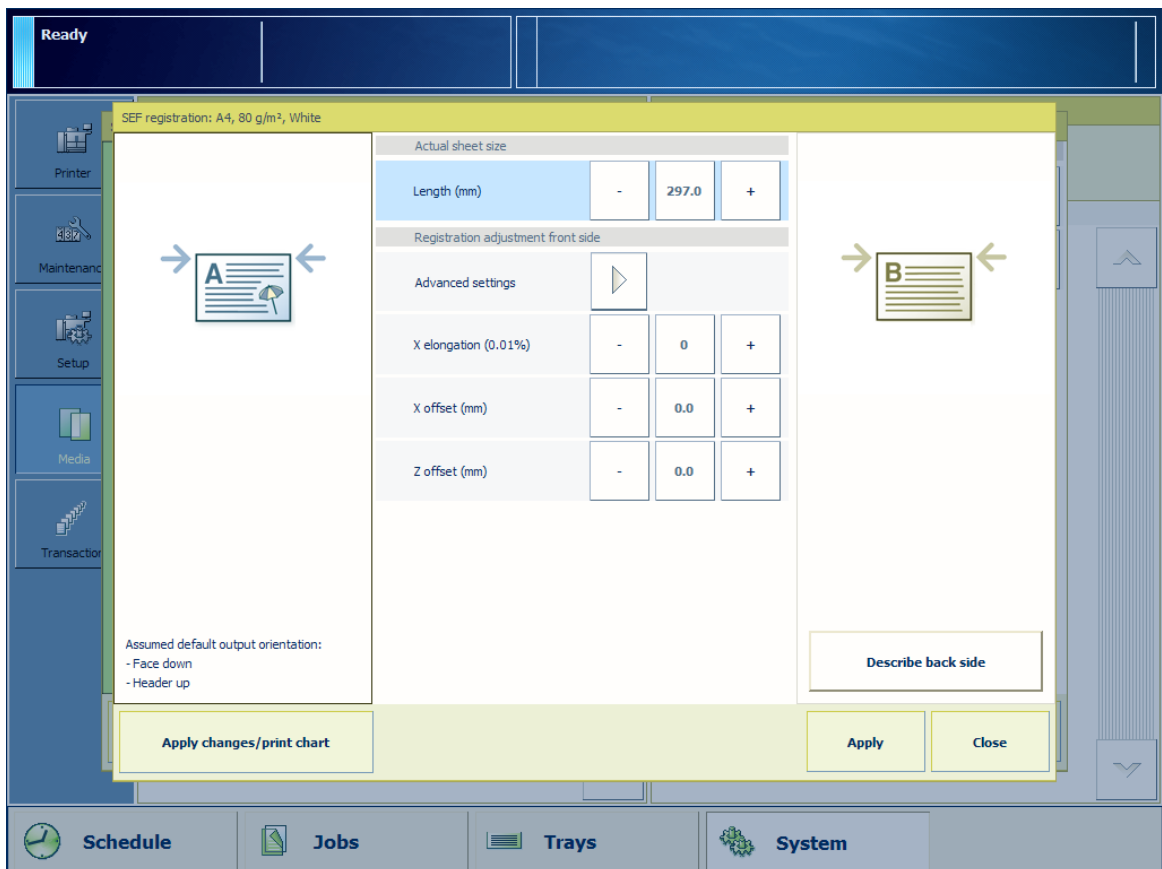 Ready
SEF registration: A4, 80 g/m², White
Printer
Maintenanc
Setup
Media
Transaction
A
Assumed default output orientation:
- Face down
- Header up
Actual sheet size
Length (mm) - 297.0 +
Registration adjustment front side
Advanced settings
X elongation (0.01%) - 0 +
X offset (mm) - 0.0 +
Z offset (mm) - 0.0 +
B
Describe back side
Apply changes/print chart
Apply
Close
Schedule
Jobs
Trays
System